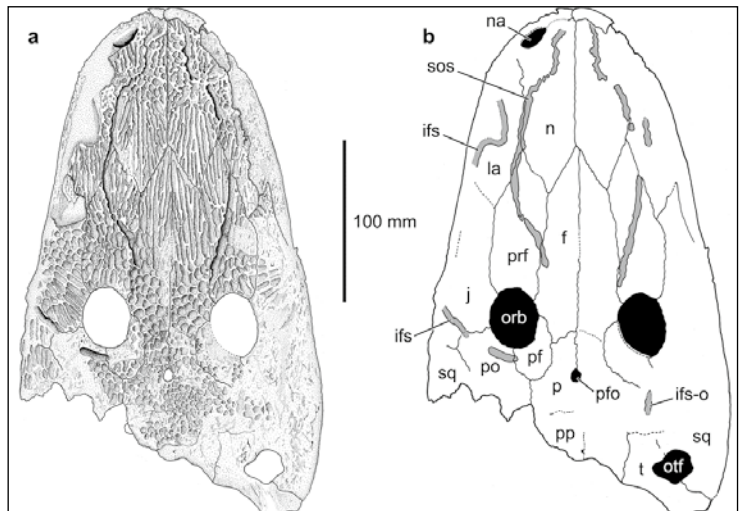 a
100 mm
b
na
sos
ifs
n
la
f
prf
j
orb
ifs
pf
po
sq
p
pfo
ifs-o
pp
sq
t
otf